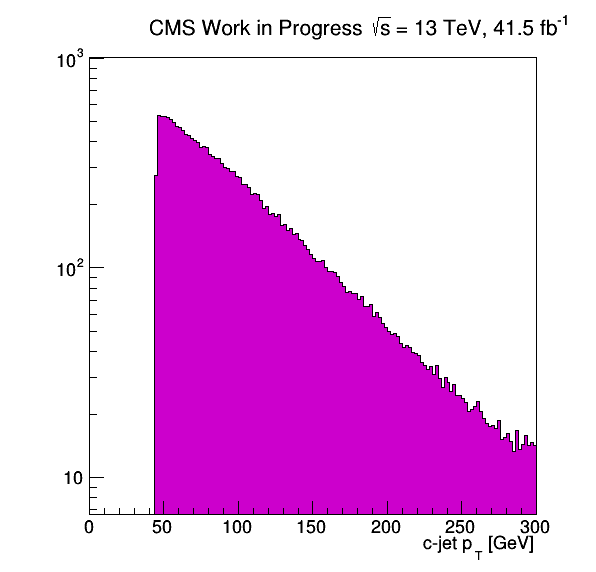 CMS Work in Progress √s = 13 TeV, 41.5 fb⁻¹
10³
10²
10
0 50 100 150 200 250 300
c-jet p_T [GeV]